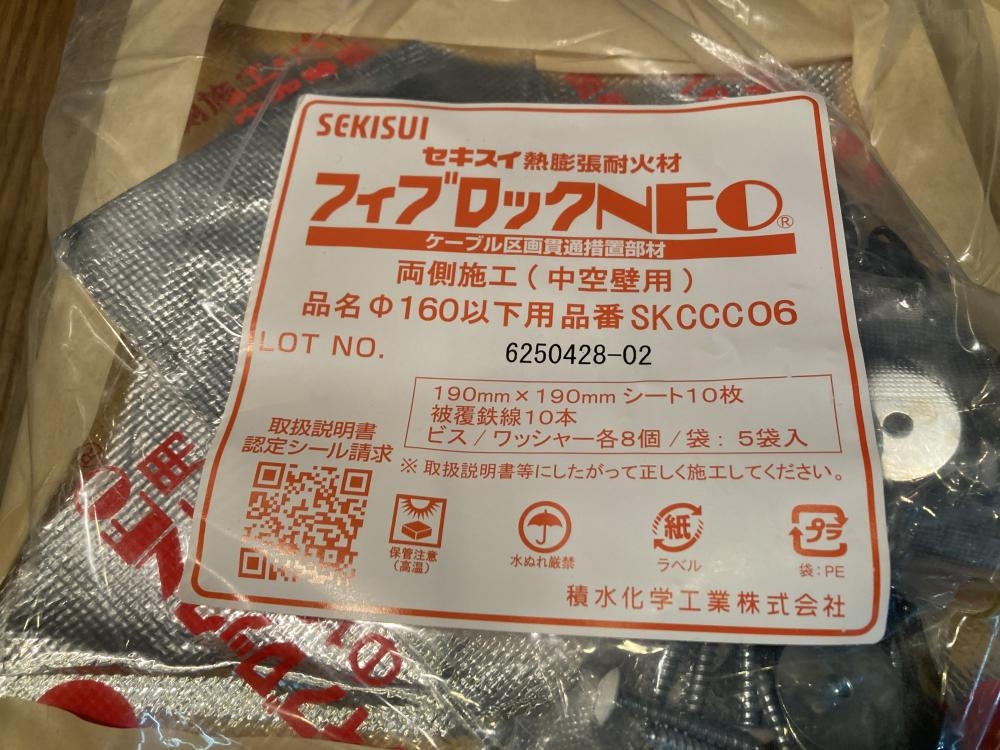 SEKISUI
セキスイ熱膨張耐火材
フィブロックNEO®
ケーブル区画貫通措置部材
両側施工(中空壁用)
品名Φ160以下用品番SKCCC06
LOT NO. 6250428-02
190mm×190mm シート10枚
被覆鉄線10本
ビス/ワッシャー各8個/袋:5袋入
取扱説明書
認定シール請求
※取扱説明書等にしたがって正しく施工してください。
保管注意
(高温)
水ぬれ厳禁
紙
ラベル
プラ
袋:PE
積水化学工業株式会社